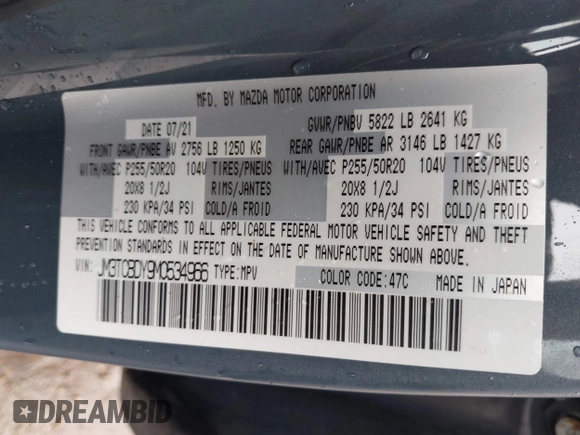 MFD. BY MAZDA MOTOR CORPORATION
DATE 07/21 GVWR/PNBV 5822 LB 2641 KG
FRONT GAWR/PNBE AV 2756 LB 1250 KG REAR GAWR/PNBE AR 3146 LB 1427 KG
WITH/AVEC P255/50R20 104V TIRES/PNEUS WITH/AVEC P255/50R20 104V TIRES/PNEUS
20X8 1/2J RIMS/JANTES 20X8 1/2J RIMS/JANTES
230 KPA/34 PSI COLD/A FROID 230 KPA/34 PSI COLD/A FROID
THIS VEHICLE CONFORMS TO ALL APPLICABLE FEDERAL MOTOR VEHICLE SAFETY AND THEFT
PREVENTION STANDARDS IN EFFECT ON THE DATE OF MANUFACTURE SHOWN ABOVE.
VIN: JM3TCBDY9M0534966 TYPE:MPV COLOR CODE:47C MADE IN JAPAN
DREAMBID